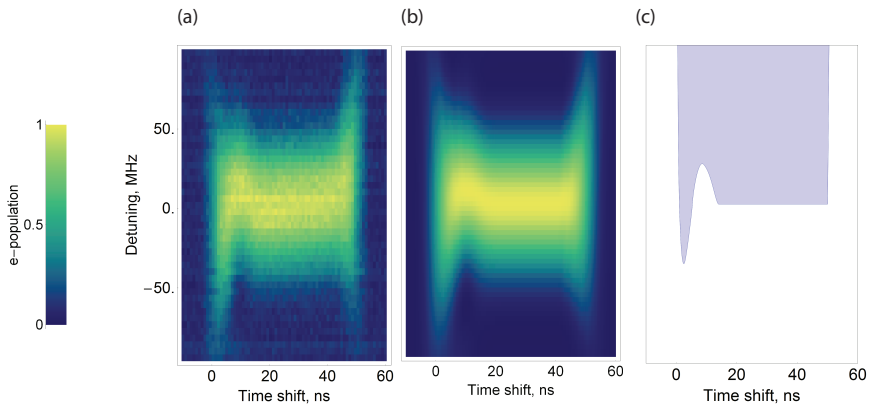 (a)
(b)
(c)
1
0.5
0
e−population
50.
0.
−50.
Detuning, MHz
0 20 40 60
Time shift, ns
0 20 40 60
Time shift, ns
0 20 40 60
Time shift, ns